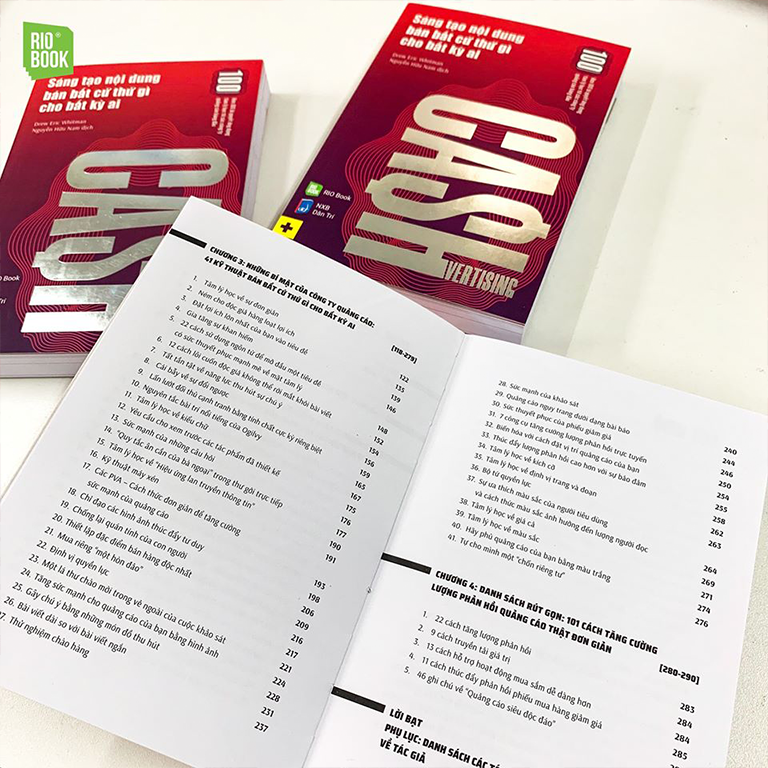 RIO ®
BOOK
Sáng tạo nội dung
bán bất cứ thứ gì
cho bất kỳ ai
Drew Eric Whitman
Nguyễn Hữu Nam dịch
100
CA$H
Book
Trí
Sáng tạo nội dung
bán bất cứ thứ gì
cho bất kỳ ai
Drew Eric Whitman
Nguyễn Hữu Nam dịch
100
CA$H
VERTISING
RIO Book
NXB
Dân Trí
CHƯƠNG 3: NHỮNG BÍ MẬT CỦA CÔNG TY QUẢNG CÁO:
41 KỸ THUẬT BÁN BẤT CỨ THỨ GÌ CHO BẤT KỲ AI [118-279]
1. Tâm lý học về sự đơn giản 122
2. Ném cho độc giả hàng loạt lợi ích 135
3. Đặt lợi ích lớn nhất của bạn vào tiêu đề 139
4. Gia tăng sự khan hiếm 146
5. 22 cách sử dụng ngôn từ để mở đầu một tiêu đề
có sức thuyết phục mạnh mẽ về mặt tâm lý 148
6. 12 cách lôi cuốn độc giả không thể rời mắt khỏi bài viết 152
7. Tất tần tật về năng lực thu hút sự chú ý 154
8. Cái bẫy về sự đối ngược 156
9. Lấn lướt đối thủ cạnh tranh bằng tính chất cực kỳ riêng biệt 159
10. Nguyên tắc bài trí nổi tiếng của Ogilvy 165
11. Tâm lý học về kiểu chữ 167
12. Yêu cầu cho xem trước các tác phẩm đã thiết kế 175
13. Sức mạnh của những câu hỏi 176
14. "Quy tắc ăn cần của bà ngoại" trong thư gởi trực tiếp 177
15. Tâm lý học về "Hiệu ứng lan truyền thông tin" 190
16. Kỹ thuật máy xén 191
17. Các PVA – Cách thức đơn giản để tăng cường
sức mạnh của quảng cáo 193
18. Chỉ đạo các hình ảnh thúc đẩy tư duy 198
19. Chống lại quán tính của con người 206
20. Thiết lập đặc điểm bán hàng độc nhất 209
21. Mua riêng "một hòn đảo" 216
22. Định vị quyền lực 217
23. Một lá thư chào mời trong vẻ ngoài của cuộc khảo sát 221
24. Tăng sức mạnh cho quảng cáo của bạn bằng hình ảnh 224
25. Gây chú ý bằng những món đồ thu hút 228
26. Bài viết dài so với bài viết ngắn 231
27. Thử nghiệm chào hàng 237
28. Sức mạnh của khảo sát 240
29. Quảng cáo ngụy trang dưới dạng bài báo 244
30. Sức thuyết phục của phiếu giảm giá 246
31. 7 công cụ tăng cường lượng phản hồi trực tuyến 250
32. Biến hóa với cách đặt vị trí quảng cáo của bạn 254
33. Thúc đẩy lượng phản hồi cao hơn với sự bảo đảm 255
34. Tâm lý học về kích cỡ 258
35. Tâm lý học về định vị trang và đoạn 262
36. Bộ tứ quyền lực 263
37. Sự ưa thích màu sắc của người tiêu dùng
và cách thức màu sắc ảnh hưởng đến lượng người đọc 264
38. Tâm lý học về giá cả 269
39. Tâm lý học về màu sắc 271
40. Hãy phủ quảng cáo của bạn bằng màu trắng 274
41. Tự cho mình một "chốn riêng tư" 276
CHƯƠNG 4: DANH SÁCH RÚT GỌN: 101 CÁCH TĂNG CƯỜNG
LƯỢNG PHẢN HỒI QUẢNG CÁO THẬT ĐƠN GIẢN [280-290]
1. 22 cách tăng lượng phản hồi 283
2. 9 cách truyền tải giá trị 284
3. 13 cách hỗ trợ hoạt động mua sắm dễ dàng hơn 284
4. 11 cách thúc đẩy phản hồi phiếu mua hàng giảm giá 285
5. 46 ghi chú về "Quảng cáo siêu độc đáo"
LỜI BẠT
PHỤ LỤC: DANH SÁCH CÁC
VỀ TÁC GIẢ